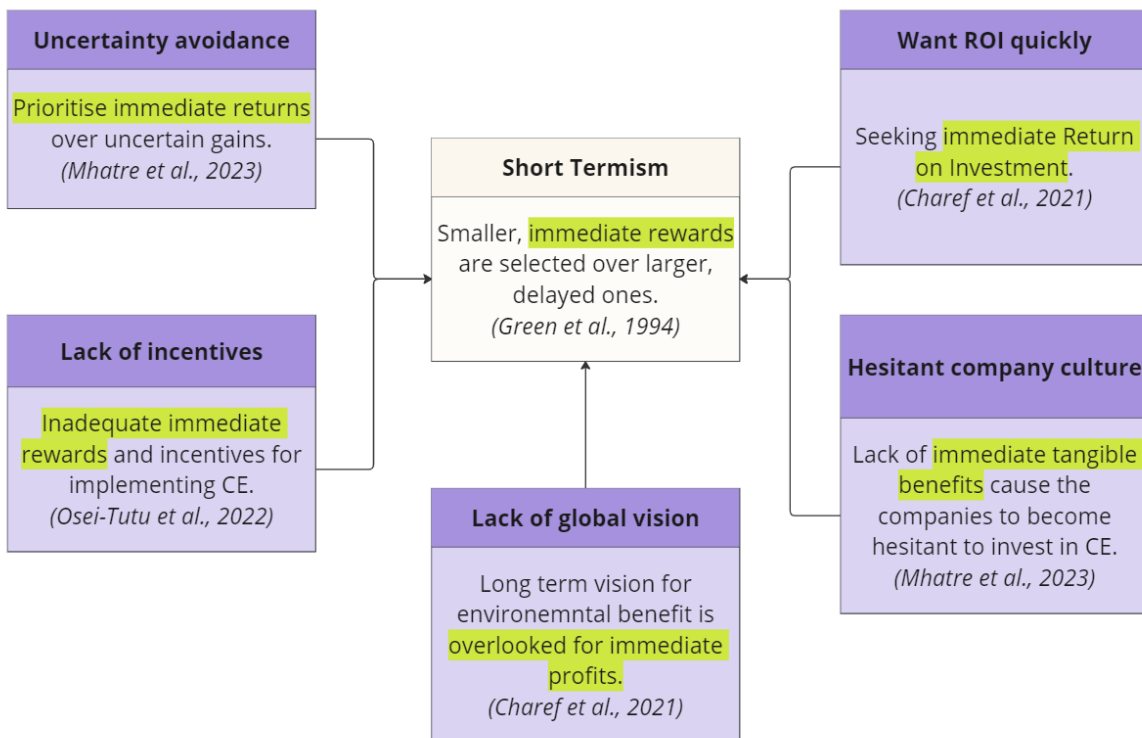 Uncertainty avoidance
Prioritise immediate returns
over uncertain gains.
(Mhatre et al., 2023)
Want ROI quickly
Seeking immediate Return
on Investment.
(Charef et al., 2021)
Short Termism
Smaller, immediate rewards
are selected over larger,
delayed ones.
(Green et al., 1994)
Lack of incentives
Inadequate immediate
rewards and incentives for
implementing CE.
(Osei-Tutu et al., 2022)
Hesitant company culture
Lack of immediate tangible
benefits cause the
companies to become
hesitant to invest in CE.
(Mhatre et al., 2023)
Lack of global vision
Long term vision for
environemntal benefit is
overlooked for immediate
profits.
(Charef et al., 2021)